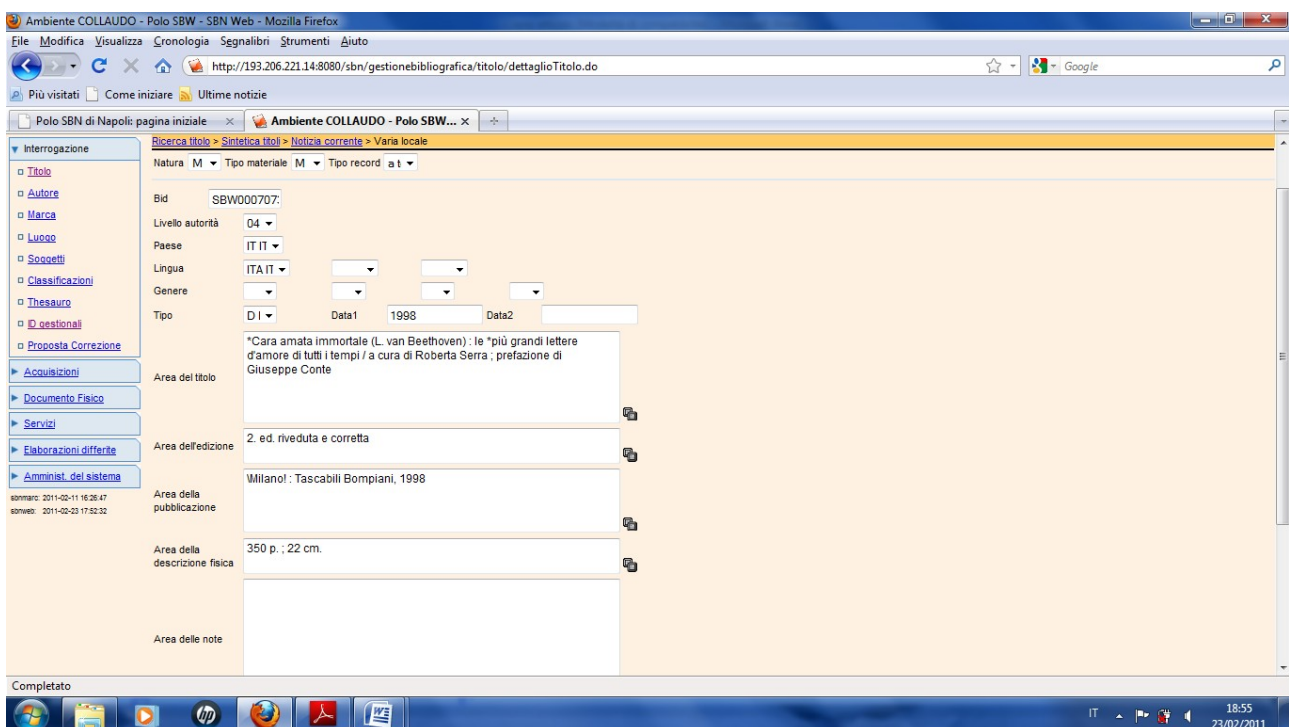 Ambiente COLLAUDO - Polo SBW - SBN Web - Mozilla Firefox
File Modifica Visualizza Cronologia Segnalibri Strumenti Aiuto
http://193.206.221.14:8080/sbn/gestionebibliografica/titolo/dettaglioTitolo.do
Google
Più visitati Come iniziare Ultime notizie
Polo SBN di Napoli: pagina iniziale Ambiente COLLAUDO - Polo SBW...
Interrogazione
Titolo
Autore
Marca
Luogo
Soggetti
Classificazioni
Thesauro
ID gestionali
Proposta Correzione
Acquisizioni
Documento Fisico
Servizi
Elaborazioni differite
Amminist. del sistema
sbnmarc: 2011-02-11 16:26:47
sbnweb: 2011-02-23 17:52:32
Ricerca titolo > Sintetica titoli > Notizia corrente > Varia locale
Natura M Tipo materiale M Tipo record a t
Bid SBW000707
Livello autorità 04
Paese IT IT
Lingua ITA IT
Genere
Tipo D I Data1 1998 Data2
Area del titolo
*Cara amata immortale (L. van Beethoven) : le *più grandi lettere
d'amore di tutti i tempi / a cura di Roberta Serra ; prefazione di
Giuseppe Conte
Area dell'edizione
2. ed. riveduta e corretta
Area della
pubblicazione
\Milano! : Tascabili Bompiani, 1998
Area della
descrizione fisica
350 p. ; 22 cm.
Area delle note
Completato
hp
W
IT
18:55
23/02/2011